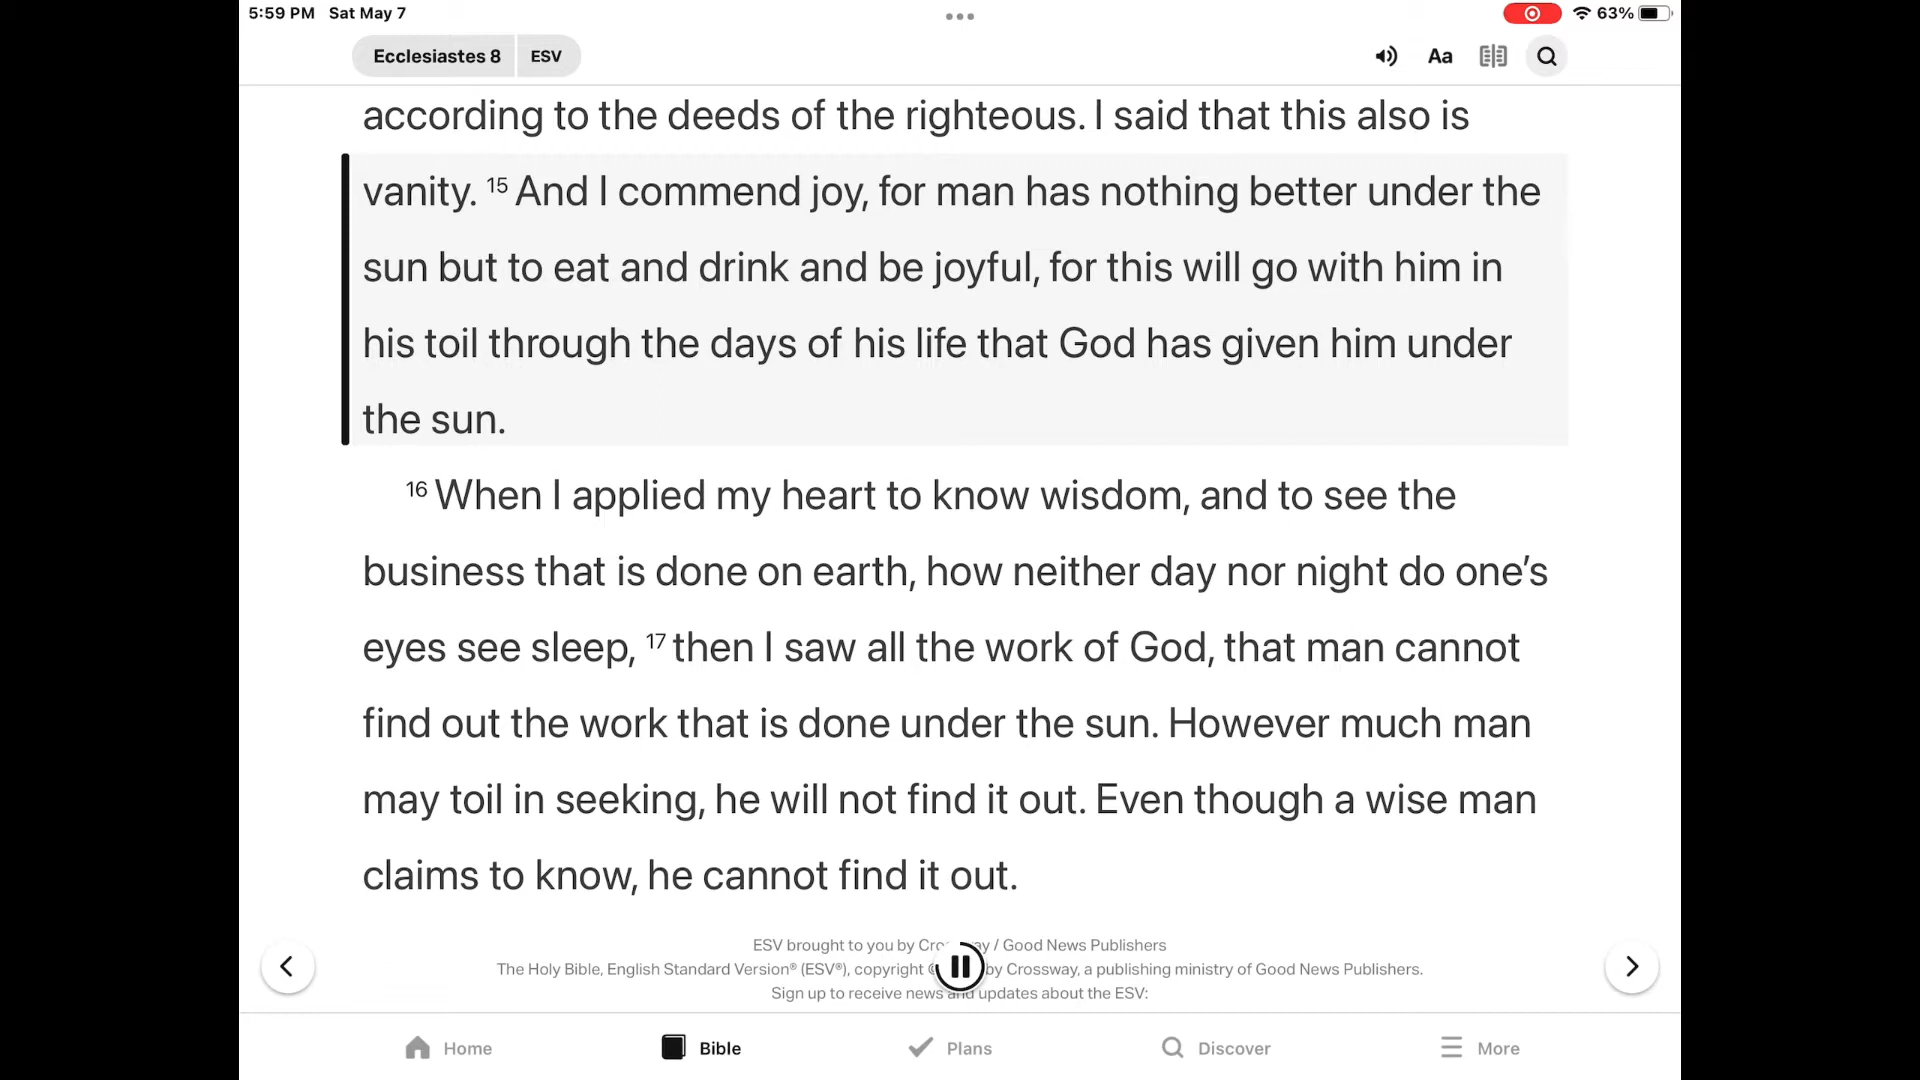 5:59 PM Sat May 7
63%
Ecclesiastes 8 ESV
Aa
according to the deeds of the righteous. I said that this also is
vanity. 15 And I commend joy, for man has nothing better under the
sun but to eat and drink and be joyful, for this will go with him in
his toil through the days of his life that God has given him under
the sun.
16 When I applied my heart to know wisdom, and to see the
business that is done on earth, how neither day nor night do one’s
eyes see sleep, 17 then I saw all the work of God, that man cannot
find out the work that is done under the sun. However much man
may toil in seeking, he will not find it out. Even though a wise man
claims to know, he cannot find it out.
ESV brought to you by Crossway / Good News Publishers
The Holy Bible, English Standard Version® (ESV®), copyright © by Crossway, a publishing ministry of Good News Publishers.
Sign up to receive news and updates about the ESV:
Home Bible Plans Discover More